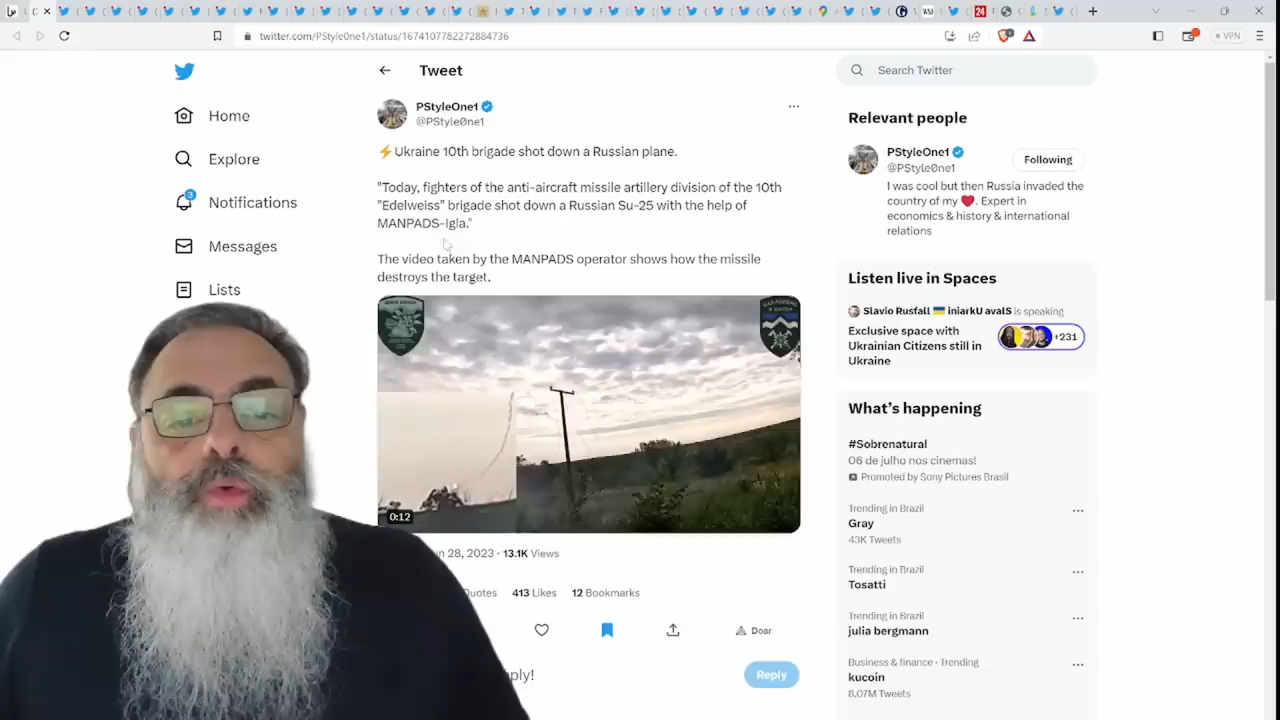 twitter.com/PStyle0ne1/status/1674107782272884736
VPN
Tweet
Search Twitter
Home
Explore
3
Notifications
Messages
Lists
PStyleOne1
@PStyle0ne1
⚡Ukraine 10th brigade shot down a Russian plane.
"Today, fighters of the anti-aircraft missile artillery division of the 10th
"Edelweiss" brigade shot down a Russian Su-25 with the help of
MANPADS-Igla."
The video taken by the MANPADS operator shows how the missile
destroys the target.
0:12
28, 2023 · 13.1K Views
Quotes 413 Likes 12 Bookmarks
Doar
Reply
Relevant people
PStyleOne1
@PStyle0ne1
Following
I was cool but then Russia invaded the
country of my ❤️. Expert in
economics & history & international
relations
Listen live in Spaces
Slavio Rusfall 🇺🇦 iniarkU avalS is speaking
Exclusive space with
Ukrainian Citizens still in
Ukraine
+231
What's happening
#Sobrenatural
06 de julho nos cinemas!
Promoted by Sony Pictures Brasil
Trending in Brazil
Gray
43K Tweets
Trending in Brazil
Tosatti
Trending in Brazil
julia bergmann
Business & finance · Trending
kucoin
8.07M Tweets